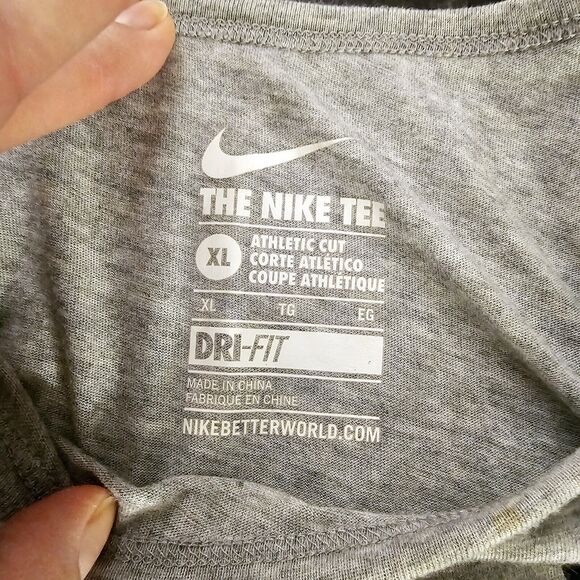 THE NIKE TEE
XL
ATHLETIC CUT
CORTE ATLÉTICO
COUPE ATHLÉTIQUE
XL TG EG
DRI-FIT
MADE IN CHINA
FABRIQUÉ EN CHINE
NIKEBETTERWORLD.COM